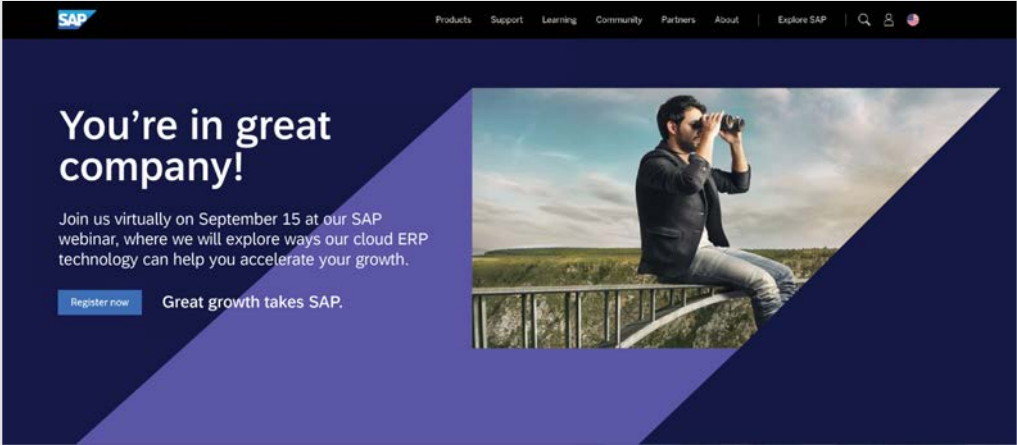 SAP
Products Support Learning Community Partners About Explore SAP
You're in great
company!
Join us virtually on September 15 at our SAP
webinar, where we will explore ways our cloud ERP
technology can help you accelerate your growth.
Register now
Great growth takes SAP.